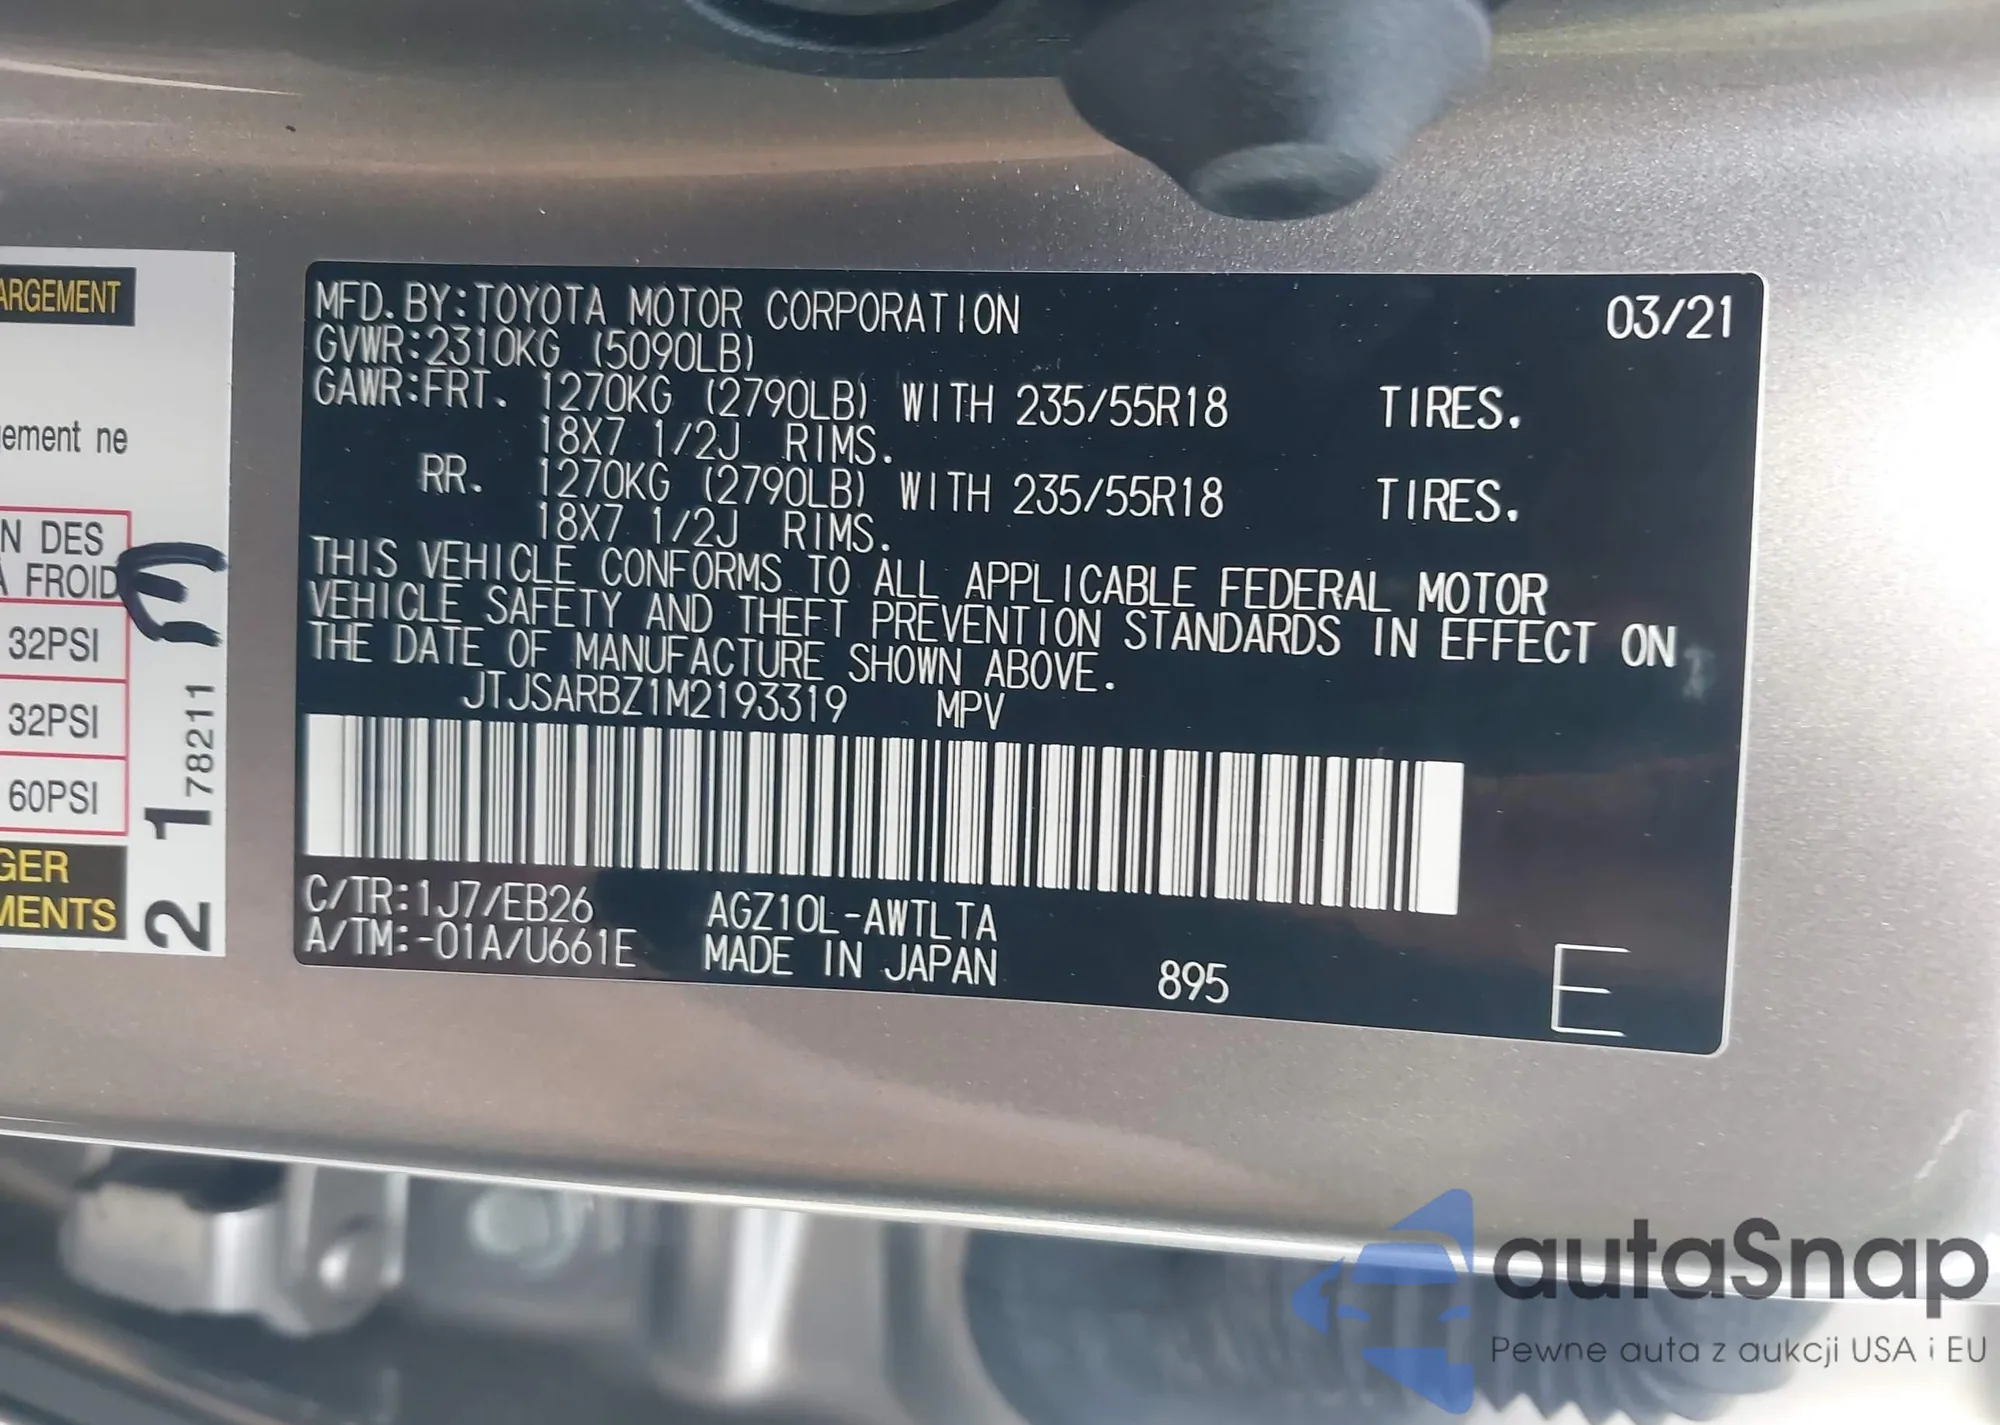 ARGEMENT
ement ne
N DES
A FROID
32PSI
32PSI
60PSI
GER
MENTS
E
2 1 78211
MFD. BY:TOYOTA MOTOR CORPORATION 03/21
GVWR:2310KG (5090LB)
GAWR:FRT. 1270KG (2790LB) WITH 235/55R18 TIRES.
18X7 1/2J RIMS.
RR. 1270KG (2790LB) WITH 235/55R18 TIRES.
18X7 1/2J RIMS.
THIS VEHICLE CONFORMS TO ALL APPLICABLE FEDERAL MOTOR
VEHICLE SAFETY AND THEFT PREVENTION STANDARDS IN EFFECT ON
THE DATE OF MANUFACTURE SHOWN ABOVE.
JTJSARBZ1M2193319 MPV
C/TR:1J7/EB26 AGZ10L-AWTLTA
A/TM:-01A/U661E MADE IN JAPAN 895 E
autaSnap
Pewne auta z aukcji USA i EU